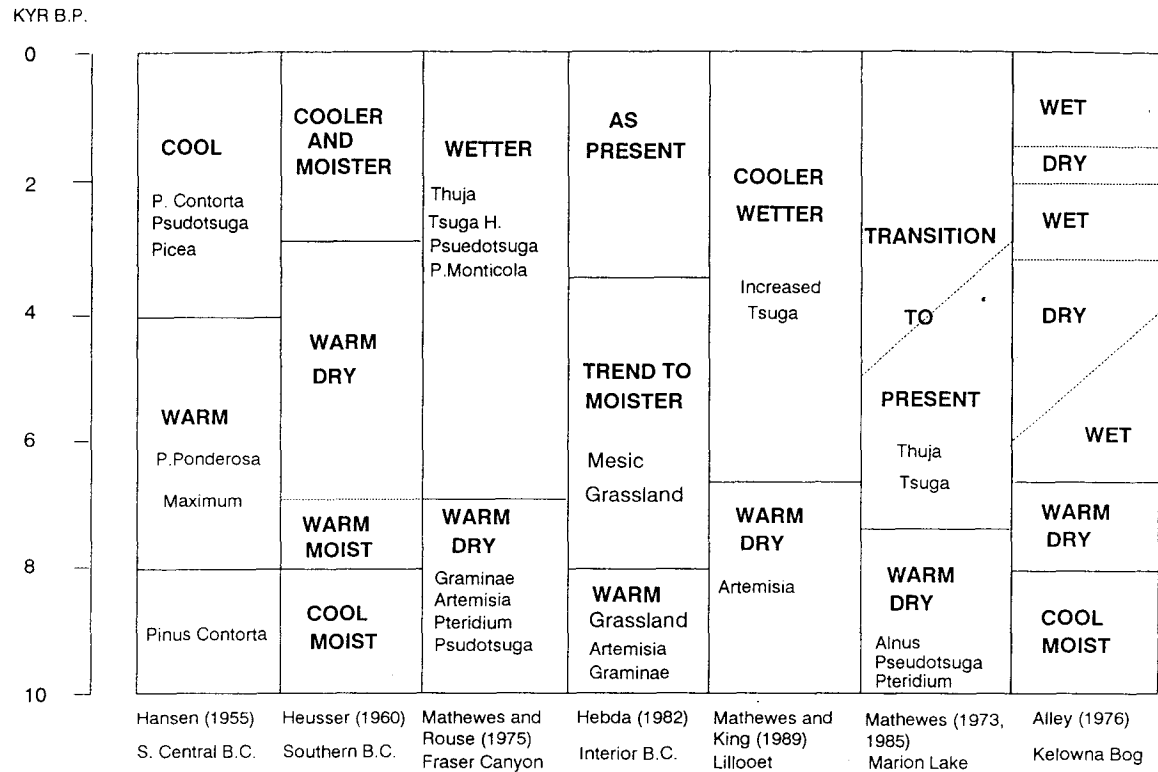 KYR B.P.
0
2
4
6
8
10
COOL
P. Contorta
Psudotsuga
Picea
WARM
P.Ponderosa
Maximum
Pinus Contorta
Hansen (1955)
S. Central B.C.
COOLER
AND
MOISTER
WARM
DRY
WARM
MOIST
COOL
MOIST
Heusser (1960)
Southern B.C.
WETTER
Thuja
Tsuga H.
Psuedotsuga
P.Monticola
WARM
DRY
Graminae
Artemisia
Pteridium
Psudotsuga
Mathewes and
Rouse (1975)
Fraser Canyon
AS
PRESENT
TREND TO
MOISTER
Mesic
Grassland
WARM
Grassland
Artemisia
Graminae
Hebda (1982)
Interior B.C.
COOLER
WETTER
Increased
Tsuga
WARM
DRY
Artemisia
Mathewes and
King (1989)
Lillooet
TRANSITION
TO
PRESENT
Thuja
Tsuga
WARM
DRY
Alnus
Pseudotsuga
Pteridium
Mathewes (1973,
1985)
Marion Lake
WET
DRY
WET
DRY
WET
WARM
DRY
COOL
MOIST
Alley (1976)
Kelowna Bog